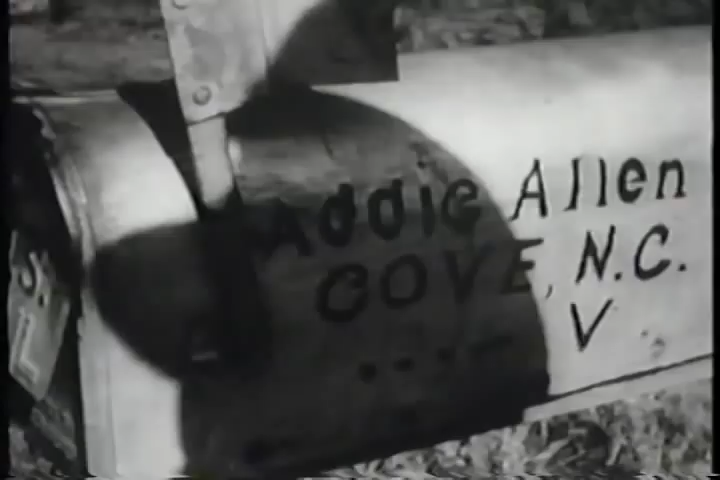 Addie Allen
COVE, N.C.
....— V
S.
L